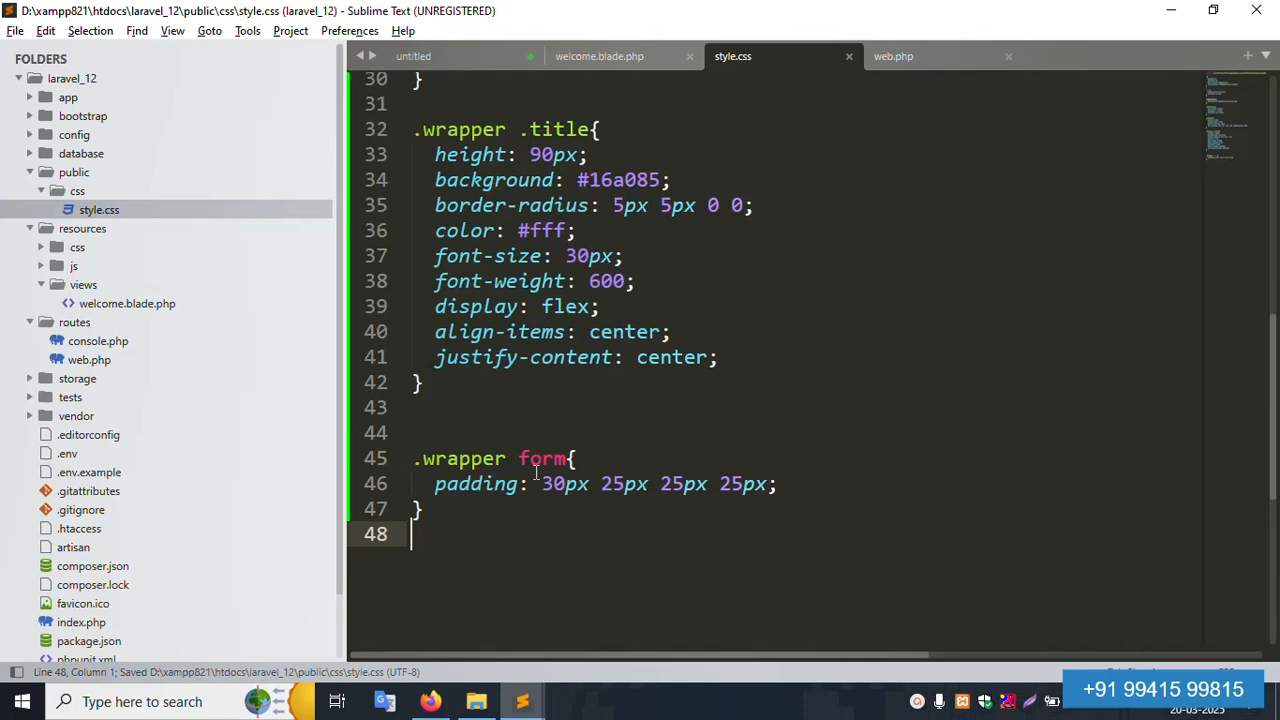 D:\xampp821\htdocs\laravel_12\public\css\style.css (laravel_12) - Sublime Text (UNREGISTERED)
File Edit Selection Find View Goto Tools Project Preferences Help
FOLDERS
laravel_12
app
bootstrap
config
database
public
css
style.css
resources
css
js
views
welcome.blade.php
routes
console.php
web.php
storage
tests
vendor
.editorconfig
.env
.env.example
.gitattributes
.gitignore
.htaccess
artisan
composer.json
composer.lock
favicon.ico
index.php
package.json
phpunit.xml
untitled welcome.blade.php style.css web.php
30 }
31
32 .wrapper .title{
33 height: 90px;
34 background: #16a085;
35 border-radius: 5px 5px 0 0;
36 color: #fff;
37 font-size: 30px;
38 font-weight: 600;
39 display: flex;
40 align-items: center;
41 justify-content: center;
42 }
43
44
45 .wrapper form{
46 padding: 30px 25px 25px 25px;
47 }
48
Line 48, Column 1; Saved D:\xampp821\htdocs\laravel_12\public\css\style.css (UTF-8)
Type here to search
+91 99415 99815
20-03-2025